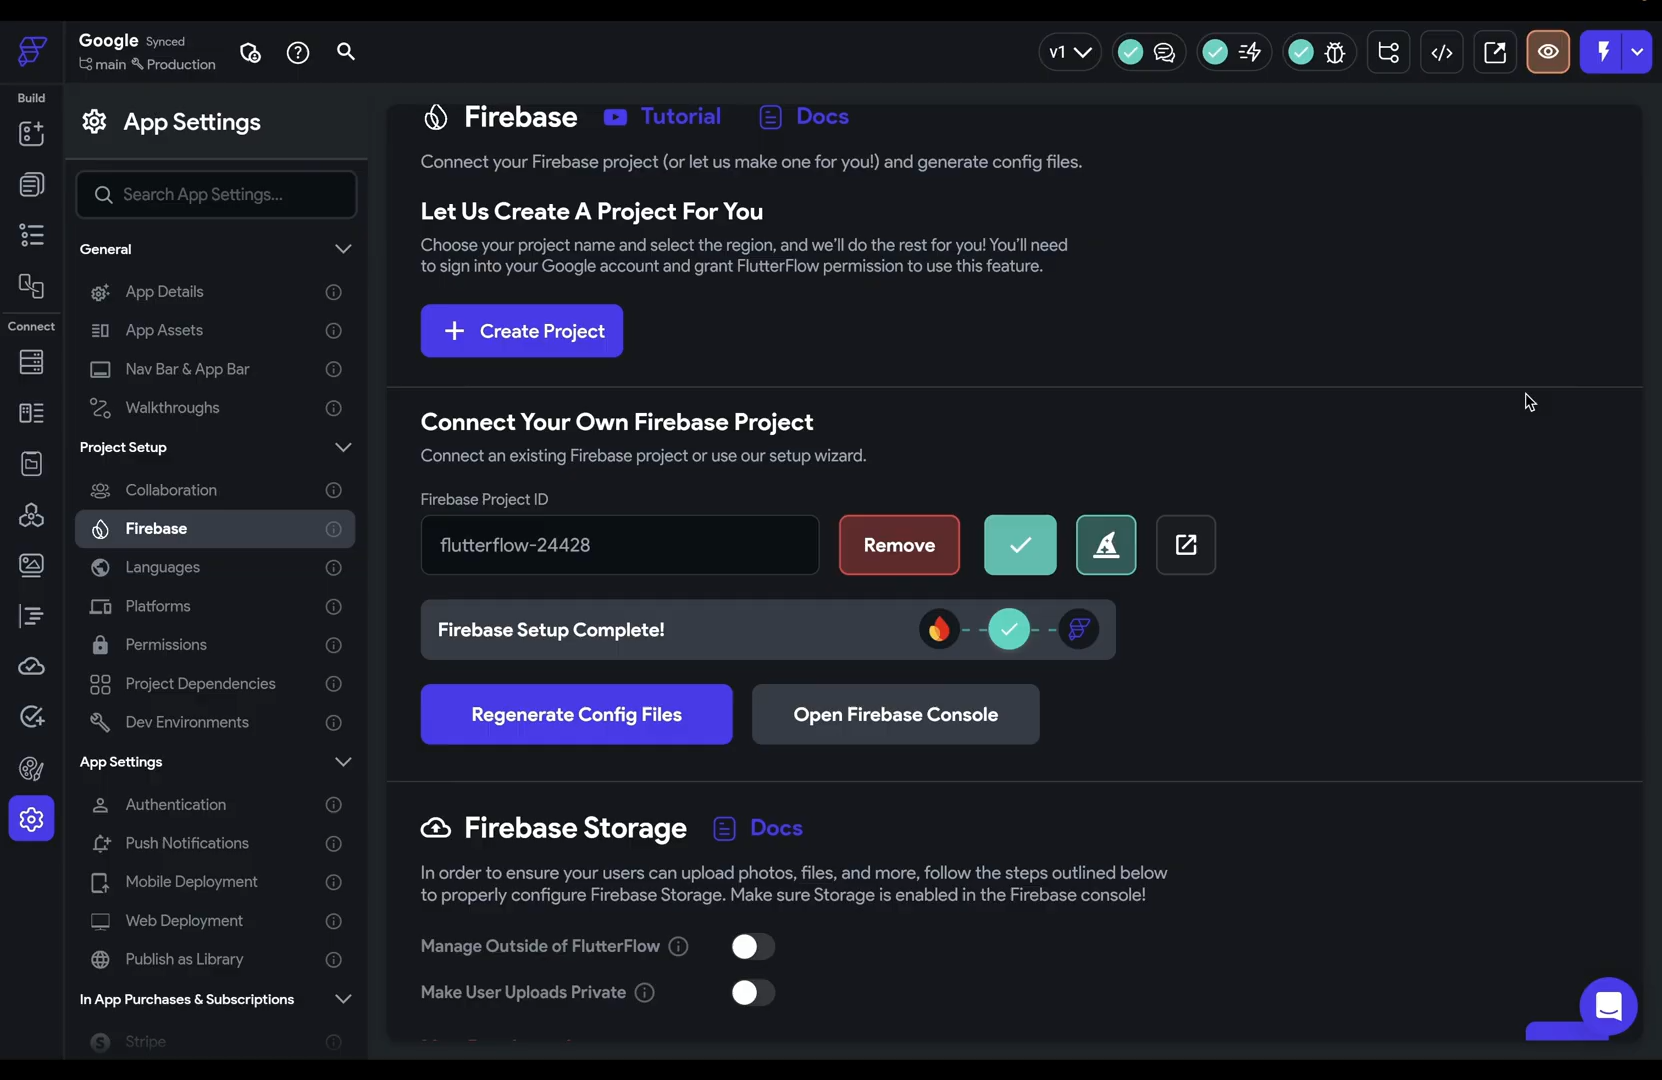 Google Synced
main Production
v1
Build
Connect
App Settings
Search App Settings...
General
App Details
App Assets
Nav Bar & App Bar
Walkthroughs
Project Setup
Collaboration
Firebase
Languages
Platforms
Permissions
Project Dependencies
Dev Environments
App Settings
Authentication
Push Notifications
Mobile Deployment
Web Deployment
Publish as Library
In App Purchases & Subscriptions
Stripe
Firebase Tutorial Docs
Connect your Firebase project (or let us make one for you!) and generate config files.
Let Us Create A Project For You
Choose your project name and select the region, and we'll do the rest for you! You'll need
to sign into your Google account and grant FlutterFlow permission to use this feature.
+ Create Project
Connect Your Own Firebase Project
Connect an existing Firebase project or use our setup wizard.
Firebase Project ID
flutterflow-24428
Remove
Firebase Setup Complete!
Regenerate Config Files
Open Firebase Console
Firebase Storage Docs
In order to ensure your users can upload photos, files, and more, follow the steps outlined below
to properly configure Firebase Storage. Make sure Storage is enabled in the Firebase console!
Manage Outside of FlutterFlow
Make User Uploads Private